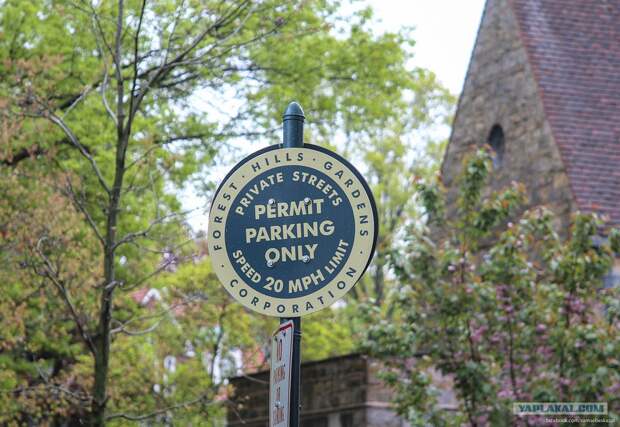 FOREST · HILLS · GARDENS
CORPORATION
PRIVATE STREETS
PERMIT
PARKING
ONLY
SPEED 20 MPH LIMIT
YAPLAKAL.COM